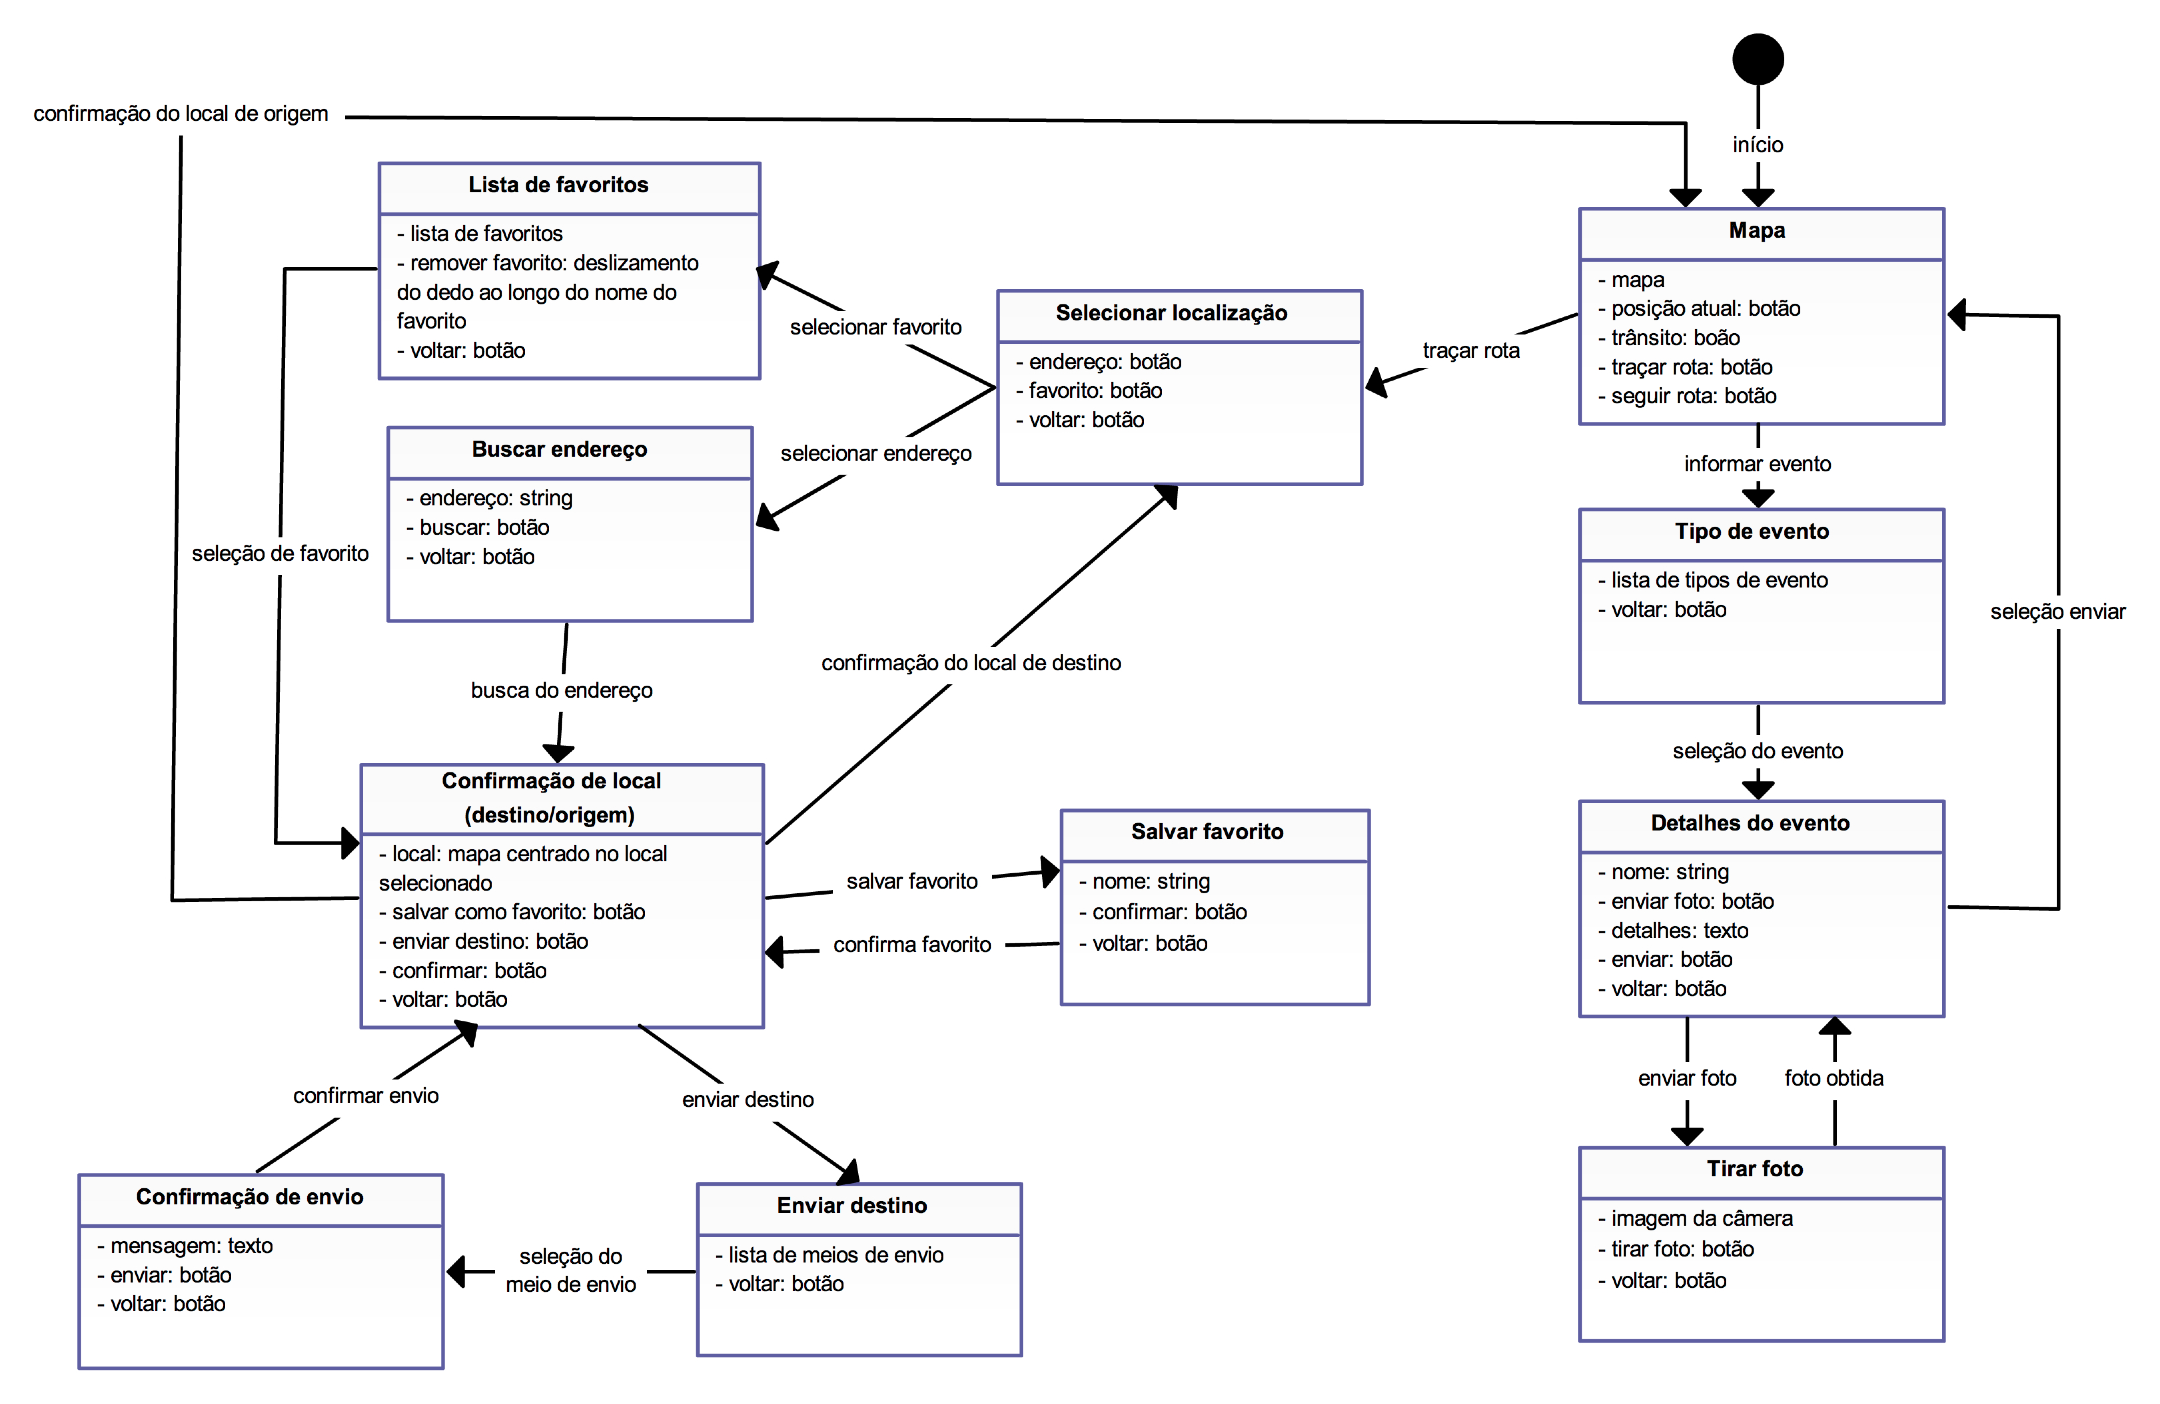 confirmação do local de origem
início
Lista de favoritos
- lista de favoritos
- remover favorito: deslizamento
do dedo ao longo do nome do
favorito
- voltar: botão
Mapa
- mapa
- posição atual: botão
- trânsito: boão
- traçar rota: botão
- seguir rota: botão
selecionar favorito
Selecionar localização
- endereço: botão
- favorito: botão
- voltar: botão
traçar rota
selecionar endereço
Buscar endereço
- endereço: string
- buscar: botão
- voltar: botão
informar evento
Tipo de evento
- lista de tipos de evento
- voltar: botão
seleção de favorito
seleção enviar
confirmação do local de destino
busca do endereço
seleção do evento
Confirmação de local
(destino/origem)
- local: mapa centrado no local
selecionado
- salvar como favorito: botão
- enviar destino: botão
- confirmar: botão
- voltar: botão
salvar favorito
confirma favorito
Salvar favorito
- nome: string
- confirmar: botão
- voltar: botão
Detalhes do evento
- nome: string
- enviar foto: botão
- detalhes: texto
- enviar: botão
- voltar: botão
confirmar envio
enviar destino
enviar foto
foto obtida
Confirmação de envio
- mensagem: texto
- enviar: botão
- voltar: botão
seleção do
meio de envio
Enviar destino
- lista de meios de envio
- voltar: botão
Tirar foto
- imagem da câmera
- tirar foto: botão
- voltar: botão